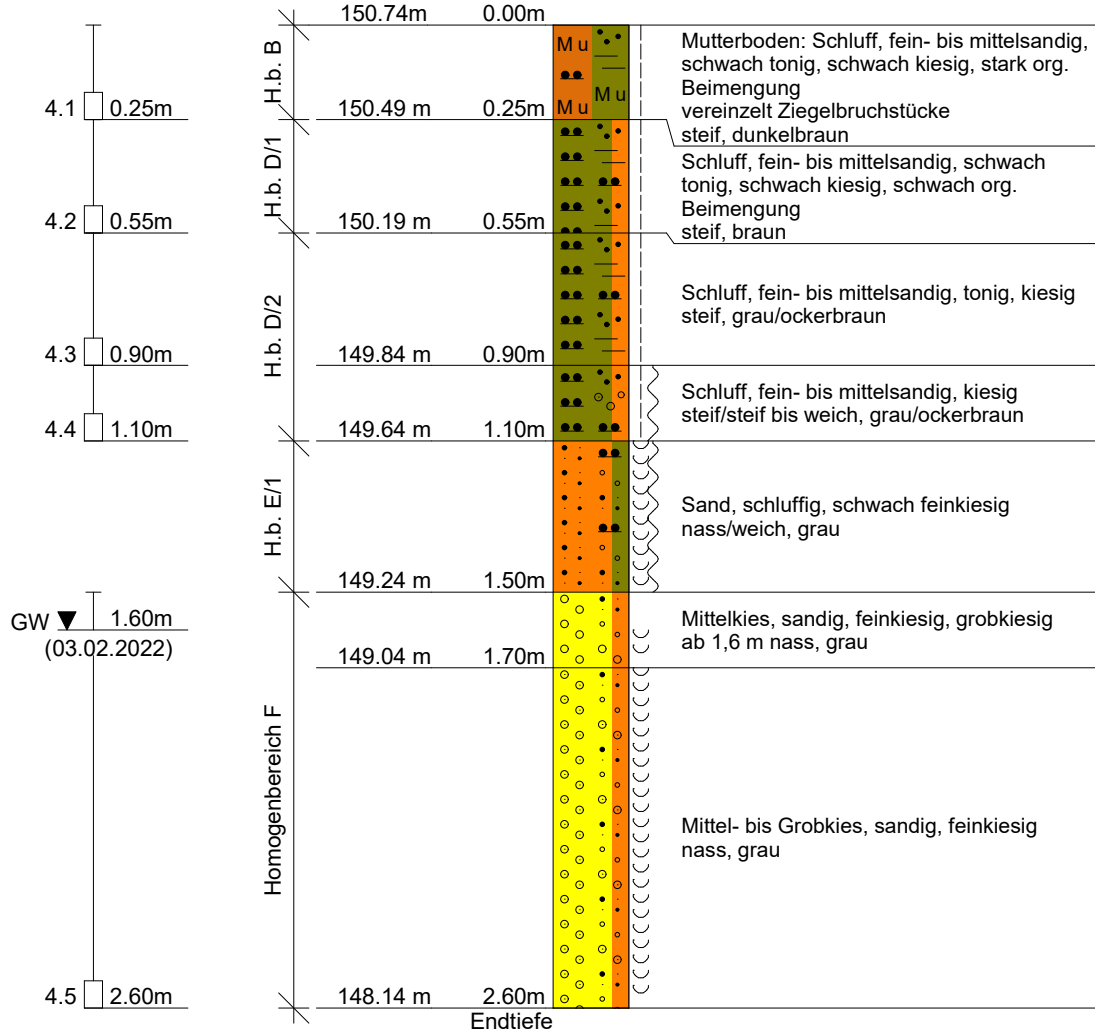 150.74m 0.00m
H.b. B
M u
M u
M u
Mutterboden: Schluff, fein- bis mittelsandig,
schwach tonig, schwach kiesig, stark org.
Beimengung
vereinzelt Ziegelbruchstücke
steif, dunkelbraun
4.1 0.25m
150.49 m 0.25m
H.b. D/1
Schluff, fein- bis mittelsandig, schwach
tonig, schwach kiesig, schwach org.
Beimengung
steif, braun
4.2 0.55m
150.19 m 0.55m
H.b. D/2
Schluff, fein- bis mittelsandig, tonig, kiesig
steif, grau/ockerbraun
4.3 0.90m
149.84 m 0.90m
Schluff, fein- bis mittelsandig, kiesig
steif/steif bis weich, grau/ockerbraun
4.4 1.10m
149.64 m 1.10m
H.b. E/1
Sand, schluffig, schwach feinkiesig
nass/weich, grau
149.24 m 1.50m
GW 1.60m
(03.02.2022)
Mittelkies, sandig, feinkiesig, grobkiesig
ab 1,6 m nass, grau
149.04 m 1.70m
Homogenbereich F
Mittel- bis Grobkies, sandig, feinkiesig
nass, grau
4.5 2.60m
148.14 m 2.60m
Endtiefe